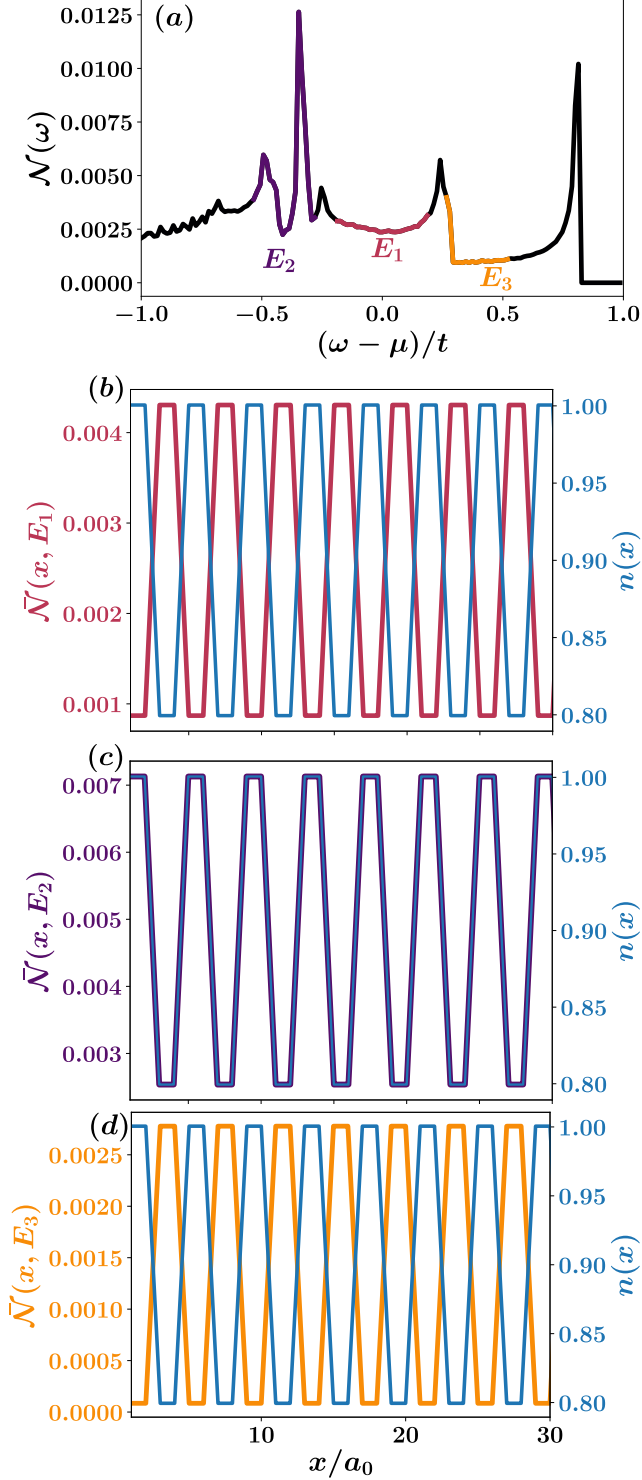 (a)
0.0125
0.0100
0.0075
0.0050
0.0025
0.0000
𝒩(ω)
E₂
E₁
E₃
−1.0 −0.5 0.0 0.5 1.0
(ω − μ)/t
(b)
0.004
0.003
0.002
0.001
𝒩̄(x, E₁)
1.00
0.95
0.90
0.85
0.80
n(x)
(c)
0.007
0.006
0.005
0.004
0.003
𝒩̄(x, E₂)
1.00
0.95
0.90
0.85
0.80
n(x)
(d)
0.0025
0.0020
0.0015
0.0010
0.0005
0.0000
𝒩̄(x, E₃)
1.00
0.95
0.90
0.85
0.80
n(x)
10 20 30
x/a₀